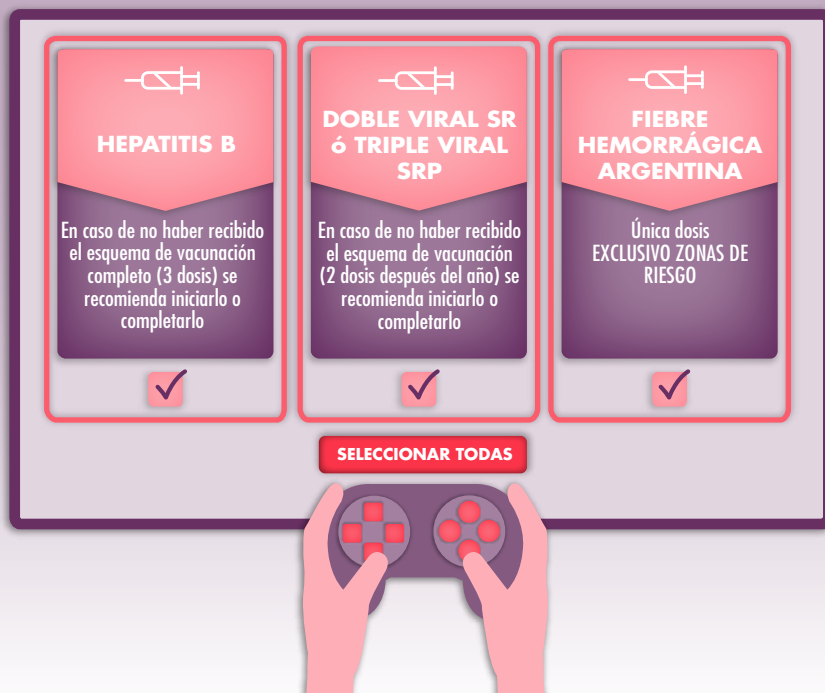 HEPATITIS B
En caso de no haber recibido
el esquema de vacunación
completo (3 dosis) se
recomienda iniciarlo o
completarlo
DOBLE VIRAL SR
ó TRIPLE VIRAL
SRP
En caso de no haber recibido
el esquema de vacunación
(2 dosis después del año) se
recomienda iniciarlo o
completarlo
FIEBRE
HEMORRÁGICA
ARGENTINA
Única dosis
EXCLUSIVO ZONAS DE
RIESGO
SELECCIONAR TODAS